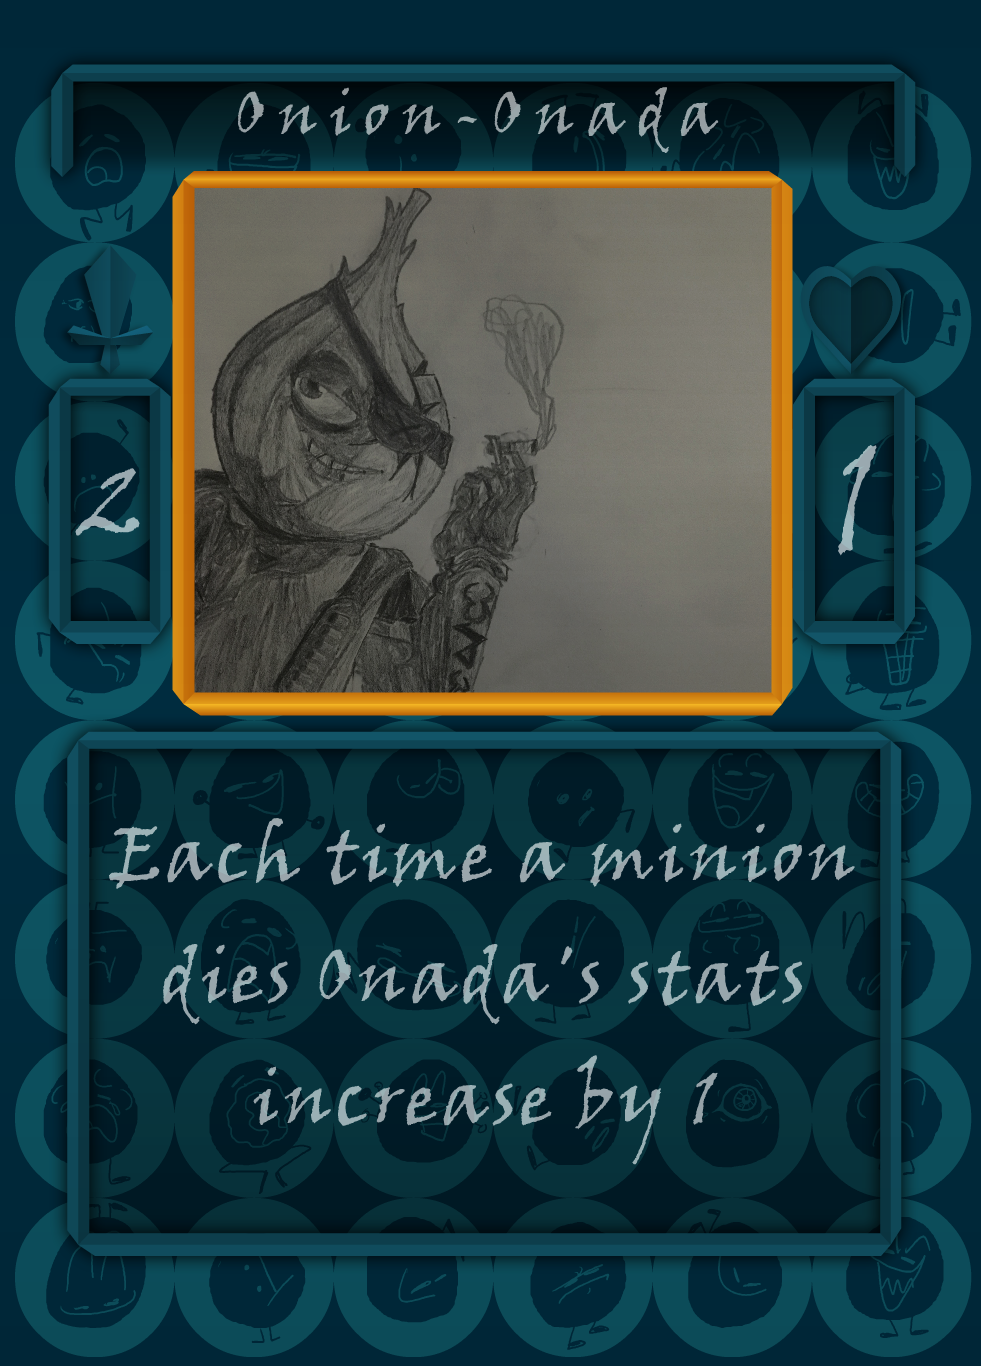 Onion-Onada
2
1
Each time a minion
dies Onada's stats
increase by 1